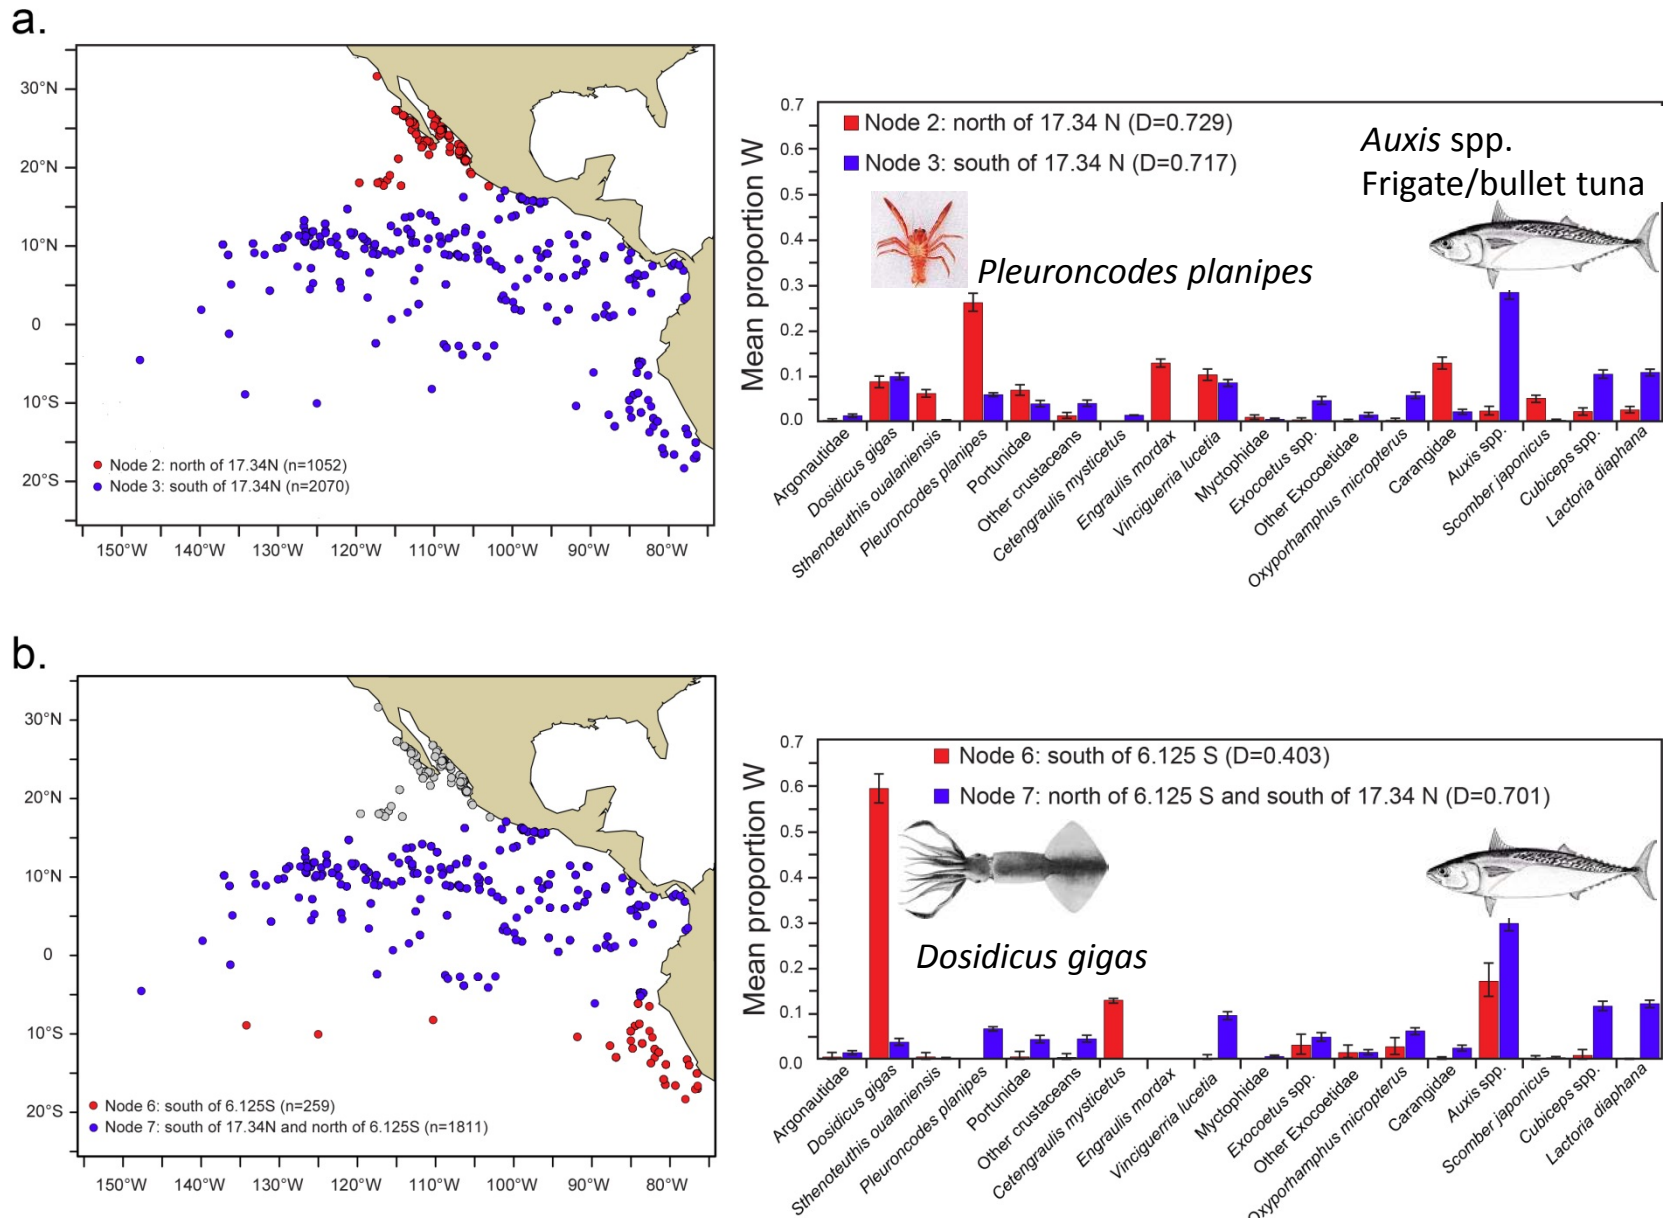 a.
30°N
20°N
10°N
0
10°S
20°S
Node 2: north of 17.34N (n=1052)
Node 3: south of 17.34N (n=2070)
150°W 140°W 130°W 120°W 110°W 100°W 90°W 80°W
Mean proportion W
0.7
0.6
0.5
0.4
0.3
0.2
0.1
0.0
Node 2: north of 17.34 N (D=0.729)
Node 3: south of 17.34 N (D=0.717)
Auxis spp.
Frigate/bullet tuna
Pleuroncodes planipes
Argonautidae
Dosidicus gigas
Sthenoteuthis oualaniensis
Pleuroncodes planipes
Portunidae
Other crustaceans
Cetengraulis mysticetus
Engraulis mordax
Vinciguerria lucetia
Myctophidae
Exocoetus spp.
Other Exocoetidae
Oxyporhamphus micropterus
Carangidae
Auxis spp.
Scomber japonicus
Cubiceps spp.
Lactoria diaphana
b.
30°N
20°N
10°N
0
10°S
20°S
Node 6: south of 6.125S (n=259)
Node 7: south of 17.34N and north of 6.125S (n=1811)
150°W 140°W 130°W 120°W 110°W 100°W 90°W 80°W
Mean proportion W
0.7
0.6
0.5
0.4
0.3
0.2
0.1
0.0
Node 6: south of 6.125 S (D=0.403)
Node 7: north of 6.125 S and south of 17.34 N (D=0.701)
Dosidicus gigas
Argonautidae
Dosidicus gigas
Sthenoteuthis oualaniensis
Pleuroncodes planipes
Portunidae
Other crustaceans
Cetengraulis mysticetus
Engraulis mordax
Vinciguerria lucetia
Myctophidae
Exocoetus spp.
Other Exocoetidae
Oxyporhamphus micropterus
Carangidae
Auxis spp.
Scomber japonicus
Cubiceps spp.
Lactoria diaphana